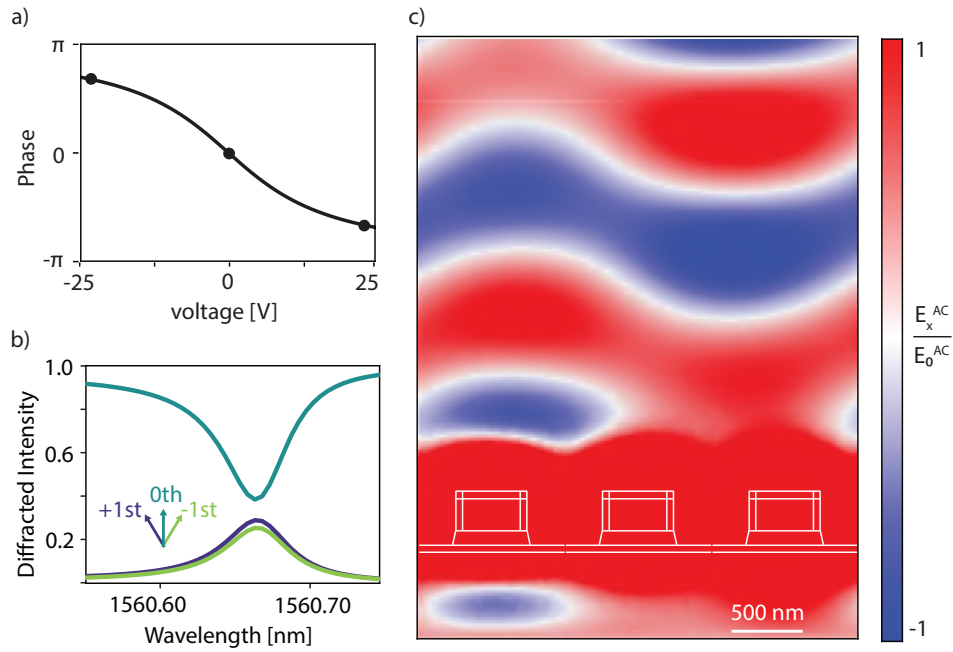 a)
π
0
-π
Phase
-25
0
25
voltage [V]
b)
1.0
0.6
0.2
Diffracted Intensity
0th
+1st
-1st
1560.60
1560.70
Wavelength [nm]
c)
500 nm
1
E_x^AC
E_0^AC
-1